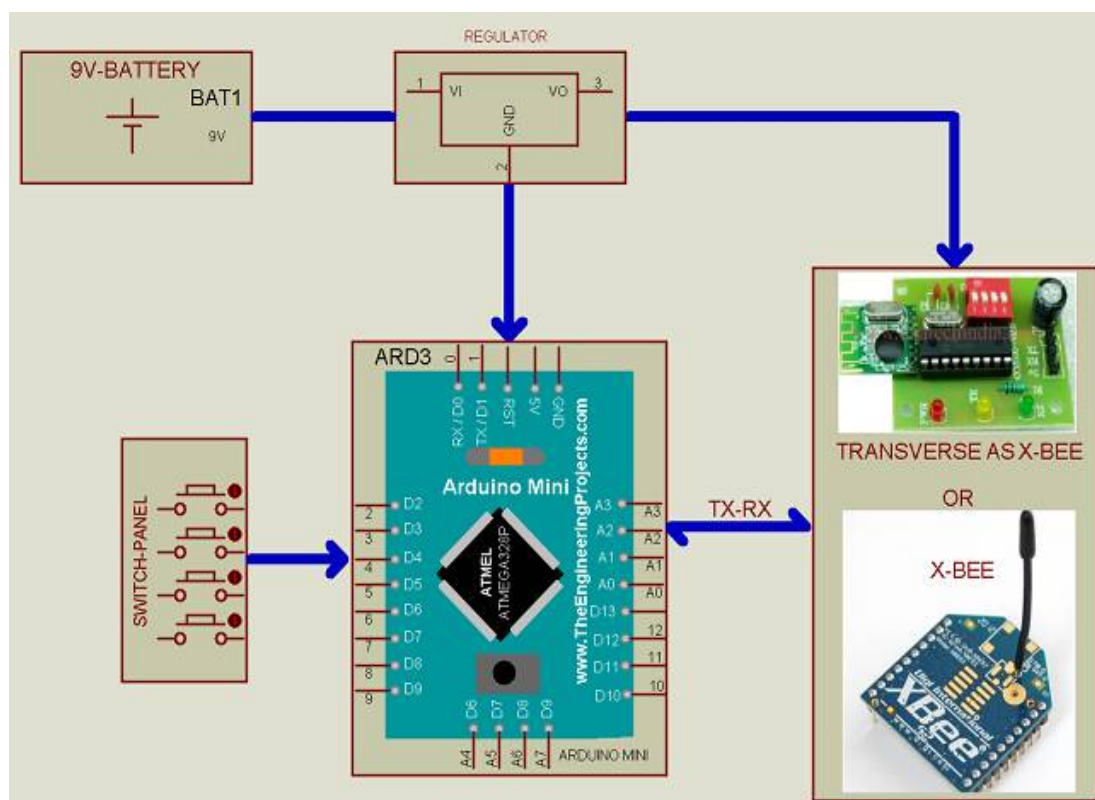 REGULATOR
9V-BATTERY
BAT1
9V
1
VI
VO
3
GND
2
ARD3
0
1
RX/D0
TX/D1
RST
5V
GND
Arduino Mini
www.TheEngineeringProjects.com
ATMEL
ATMEGA328P
D2
D3
D4
D5
D6
D7
D8
D9
2
3
4
5
6
7
8
9
A3
A2
A1
A0
D13
D12
D11
D10
A3
A2
A1
A0
12
11
10
D6
D7
D8
D9
A4
A5
A6
A7
ARDUINO MINI
SWITCH-PANEL
TX-RX
TRANSVERSE AS X-BEE
OR
X-BEE
Digi International
XBee